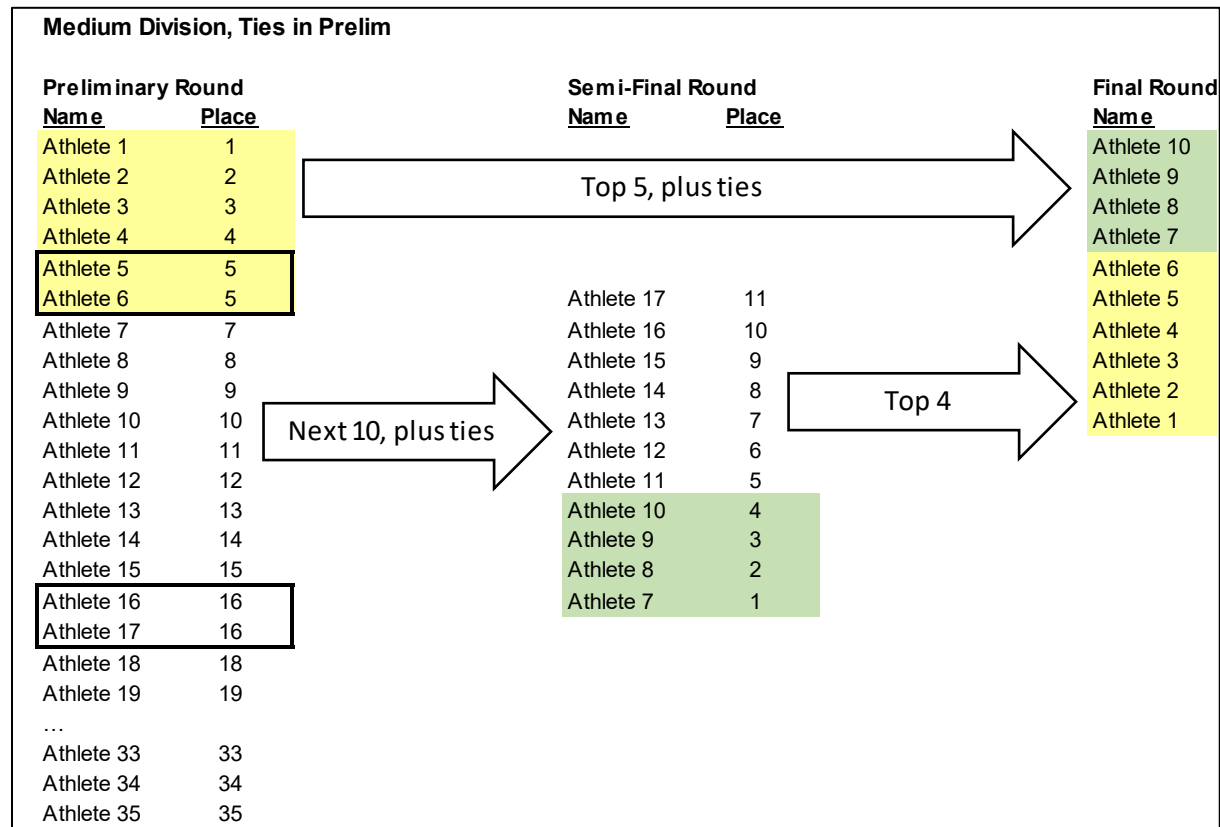 Medium Division, Ties in Prelim
Preliminary Round Semi-Final Round Final Round
Name Place Name Place Name
Athlete 1 1 Athlete 10
Athlete 2 2 Top 5, plus ties Athlete 9
Athlete 3 3 Athlete 8
Athlete 4 4 Athlete 7
Athlete 5 5 Athlete 6
Athlete 6 5 Athlete 17 11 Athlete 5
Athlete 7 7 Athlete 16 10 Athlete 4
Athlete 8 8 Athlete 15 9 Athlete 3
Athlete 9 9 Athlete 14 8 Top 4 Athlete 2
Athlete 10 10 Next 10, plus ties Athlete 13 7 Athlete 1
Athlete 11 11 Athlete 12 6
Athlete 12 12 Athlete 11 5
Athlete 13 13 Athlete 10 4
Athlete 14 14 Athlete 9 3
Athlete 15 15 Athlete 8 2
Athlete 16 16 Athlete 7 1
Athlete 17 16
Athlete 18 18
Athlete 19 19
…
Athlete 33 33
Athlete 34 34
Athlete 35 35